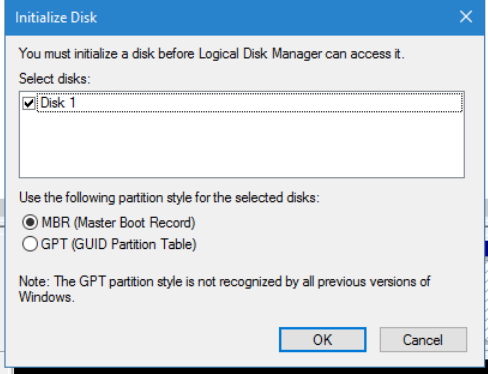 Initialize Disk
You must initialize a disk before Logical Disk Manager can access it.
Select disks:
Disk 1
Use the following partition style for the selected disks:
MBR (Master Boot Record)
GPT (GUID Partition Table)
Note: The GPT partition style is not recognized by all previous versions of
Windows.
OK Cancel